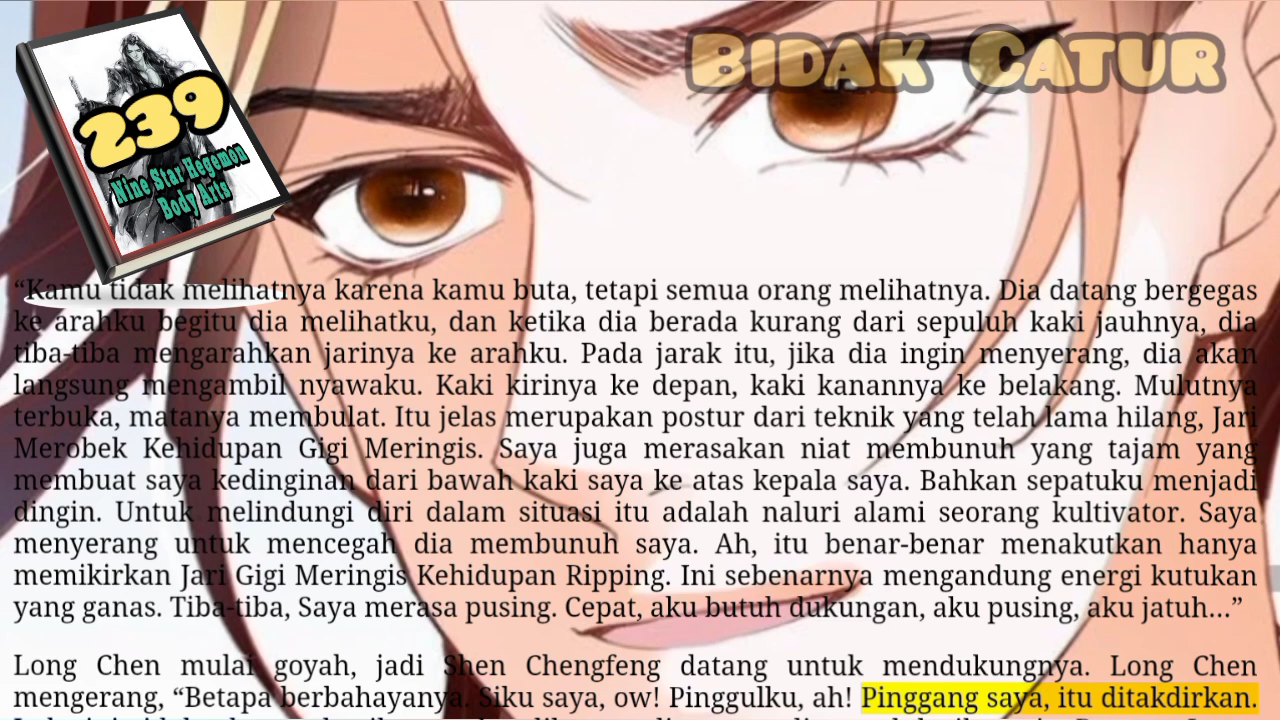 BIDAK CATUR
239
Nine Star Hegemon
Body Arts
“Kamu tidak melihatnya karena kamu buta, tetapi semua orang melihatnya. Dia datang bergegas
ke arahku begitu dia melihatku, dan ketika dia berada kurang dari sepuluh kaki jauhnya, dia
tiba-tiba mengarahkan jarinya ke arahku. Pada jarak itu, jika dia ingin menyerang, dia akan
langsung mengambil nyawaku. Kaki kirinya ke depan, kaki kanannya ke belakang. Mulutnya
terbuka, matanya membulat. Itu jelas merupakan postur dari teknik yang telah lama hilang, Jari
Merobek Kehidupan Gigi Meringis. Saya juga merasakan niat membunuh yang tajam yang
membuat saya kedinginan dari bawah kaki saya ke atas kepala saya. Bahkan sepatuku menjadi
dingin. Untuk melindungi diri dalam situasi itu adalah naluri alami seorang kultivator. Saya
menyerang untuk mencegah dia membunuh saya. Ah, itu benar-benar menakutkan hanya
memikirkan Jari Gigi Meringis Kehidupan Ripping. Ini sebenarnya mengandung energi kutukan
yang ganas. Tiba-tiba, Saya merasa pusing. Cepat, aku butuh dukungan, aku pusing, aku jatuh…”
Long Chen mulai goyah, jadi Shen Chengfeng datang untuk mendukungnya. Long Chen
mengerang, “Betapa berbahayanya. Siku saya, ow! Pinggulku, ah! Pinggang saya, itu ditakdirkan.